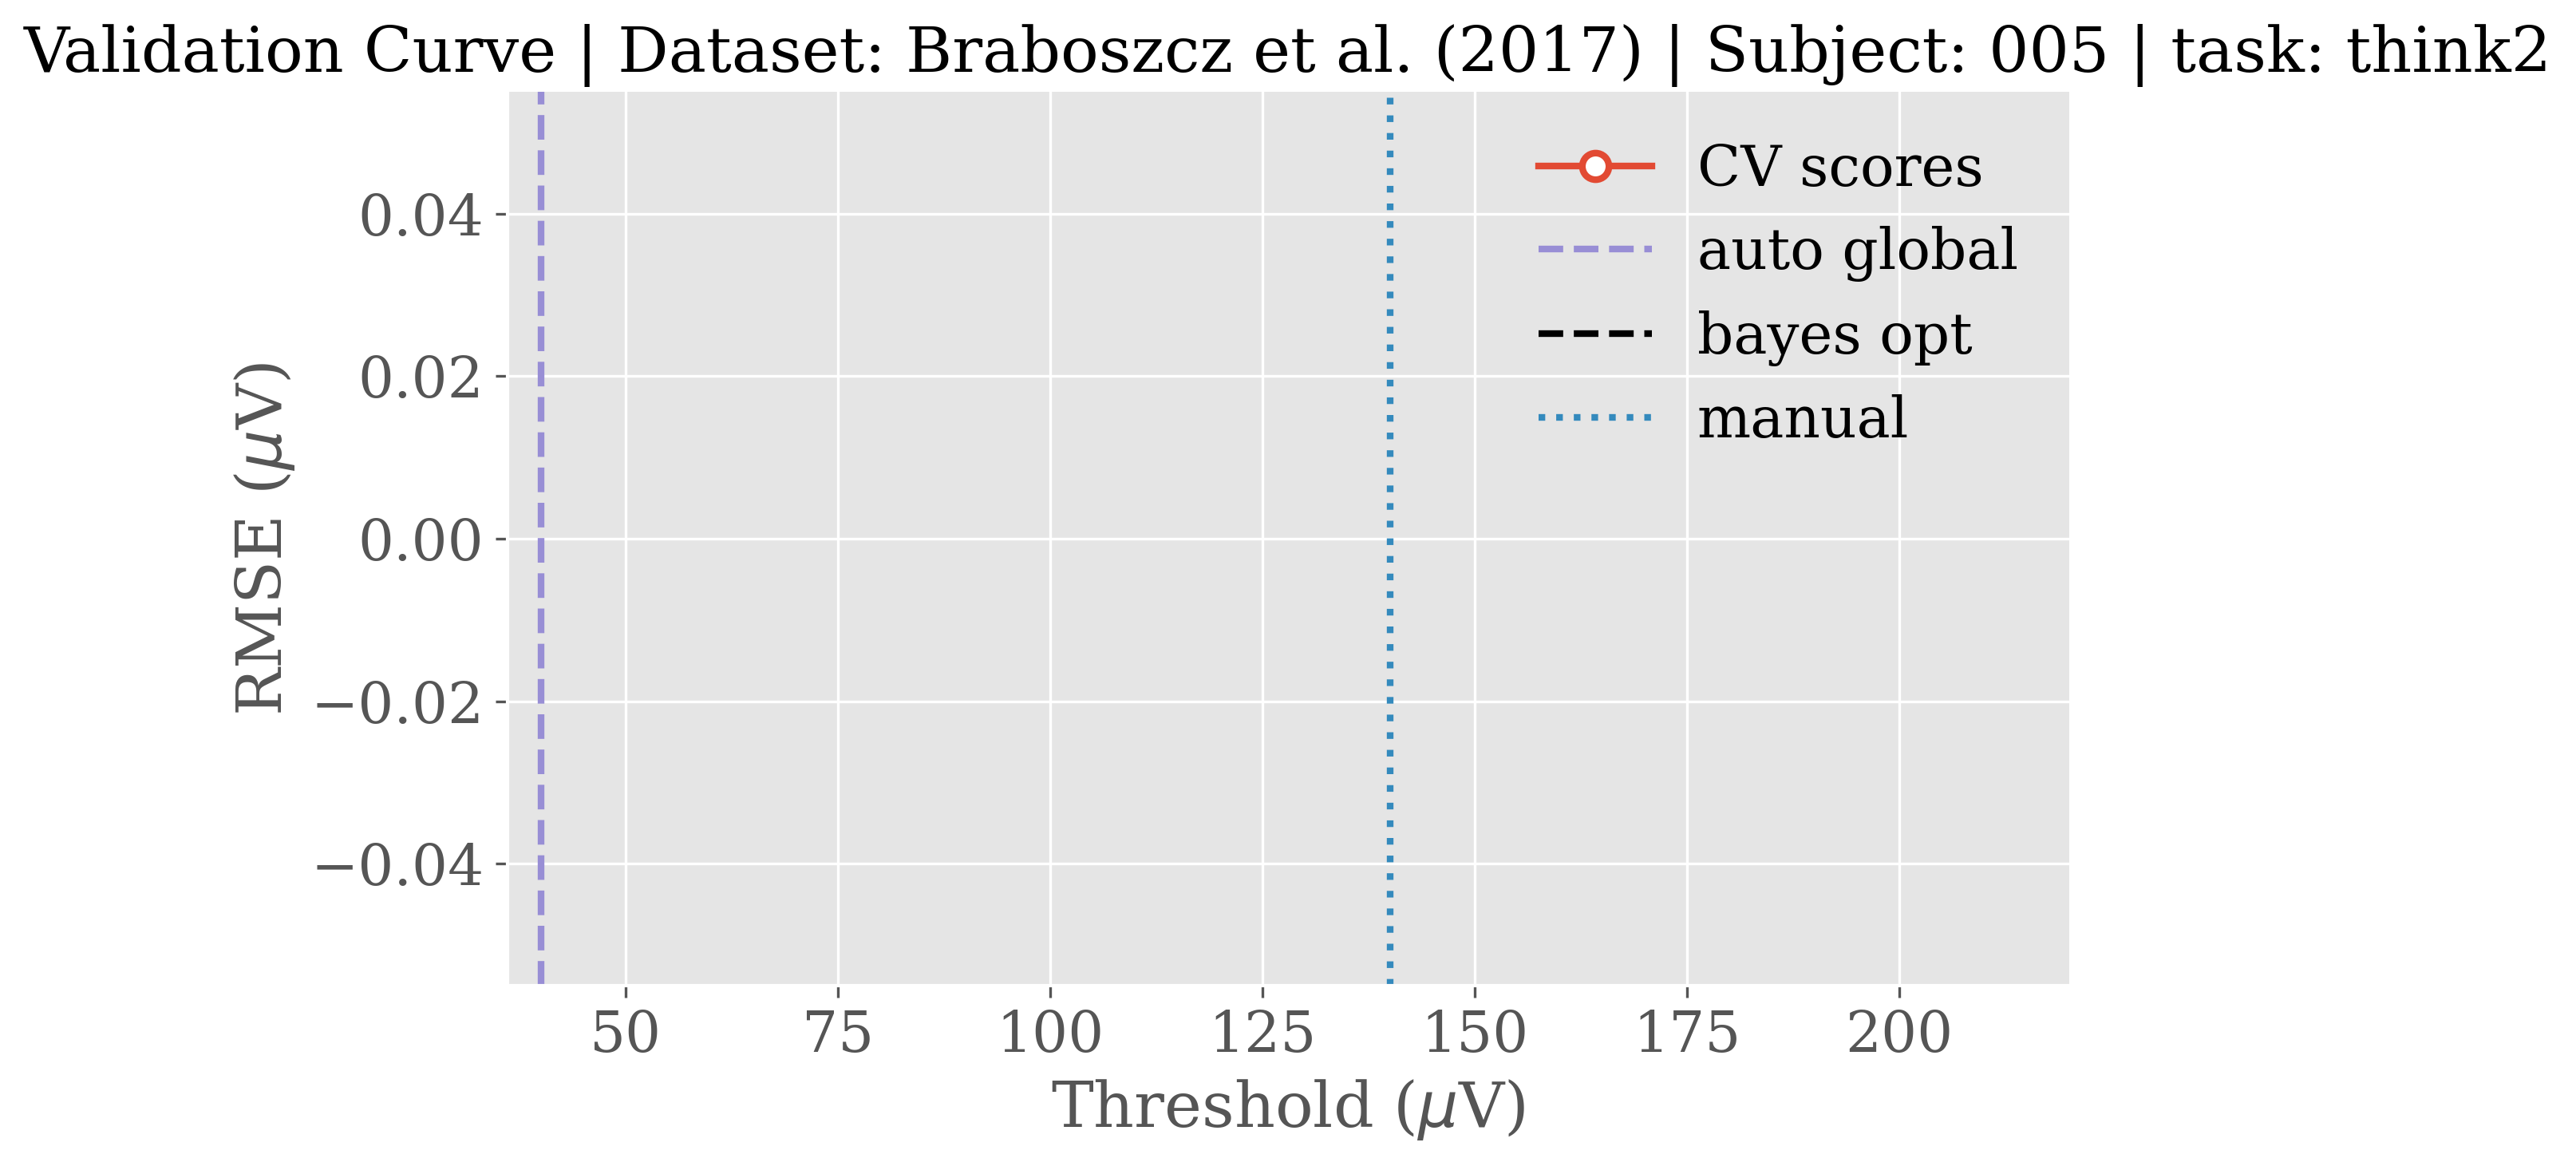 Validation Curve | Dataset: Braboszcz et al. (2017) | Subject: 005 | task: think2
CV scores
auto global
bayes opt
manual
RMSE (μV)
0.04
0.02
0.00
−0.02
−0.04
50 75 100 125 150 175 200
Threshold (μV)